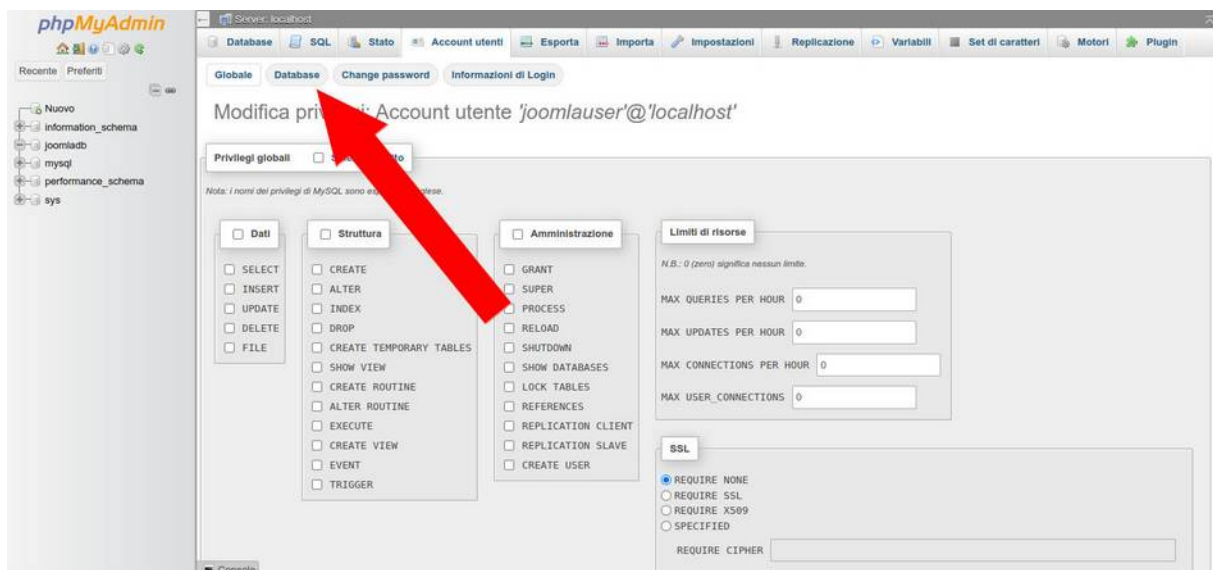 phpMyAdmin
Server: localhost
Database SQL Stato Account utenti Esporta Importa Impostazioni Replicazione Variabili Set di caratteri Motori Plugin
Recente Preferiti
Nuovo
information_schema
joomladb
mysql
performance_schema
sys
Globale Database Change password Informazioni di Login
Modifica Account utente 'joomlauser'@'localhost'
Privilegi globali
Nota: i nomi dei privilegi di MySQL sono
Dati
SELECT
INSERT
UPDATE
DELETE
FILE
Struttura
CREATE
ALTER
INDEX
DROP
CREATE TEMPORARY TABLES
SHOW VIEW
CREATE ROUTINE
ALTER ROUTINE
EXECUTE
CREATE VIEW
EVENT
TRIGGER
Amministrazione
GRANT
SUPER
PROCESS
RELOAD
SHUTDOWN
SHOW DATABASES
LOCK TABLES
REFERENCES
REPLICATION CLIENT
REPLICATION SLAVE
CREATE USER
Limiti di risorse
N.B.: 0 (zero) significa nessun limite.
MAX QUERIES PER HOUR 0
MAX UPDATES PER HOUR 0
MAX CONNECTIONS PER HOUR 0
MAX USER_CONNECTIONS 0
SSL
REQUIRE NONE
REQUIRE SSL
REQUIRE X509
SPECIFIED
REQUIRE CIPHER
Console